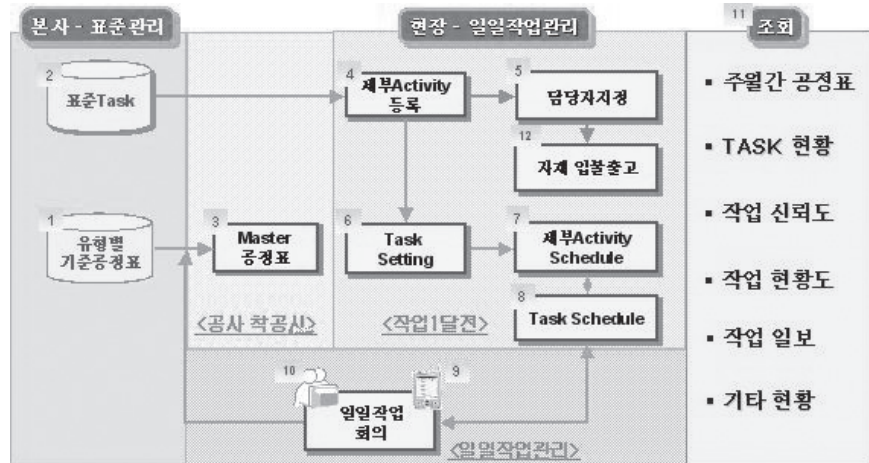 본사 - 표준관리
현장 - 일일작업관리
11
조회
2
표준Task
4
세부Activity
등록
5
담당자지정
12
자재 입불출고
1
유형별
기준공정표
3
Master
공정표
6
Task
Setting
7
세부Activity
Schedule
8
Task Schedule
<공사 착공시>
<작업1달전>
10
9
일일작업
회의
<일일작업관리>
▪ 주월간 공정표
▪ TASK 현황
▪ 작업 신뢰도
▪ 작업 현황도
▪ 작업 일보
▪ 기타 현황